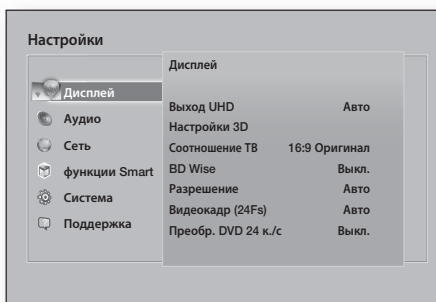 Настройки
Дисплей
Аудио
Сеть
функции Smart
Система
Поддержка
Дисплей
Выход UHD Авто
Настройки 3D
Соотношение ТВ 16:9 Оригинал
BD Wise Выкл.
Разрешение Авто
Видеокадр (24Fs) Авто
Преобр. DVD 24 к./с Выкл.